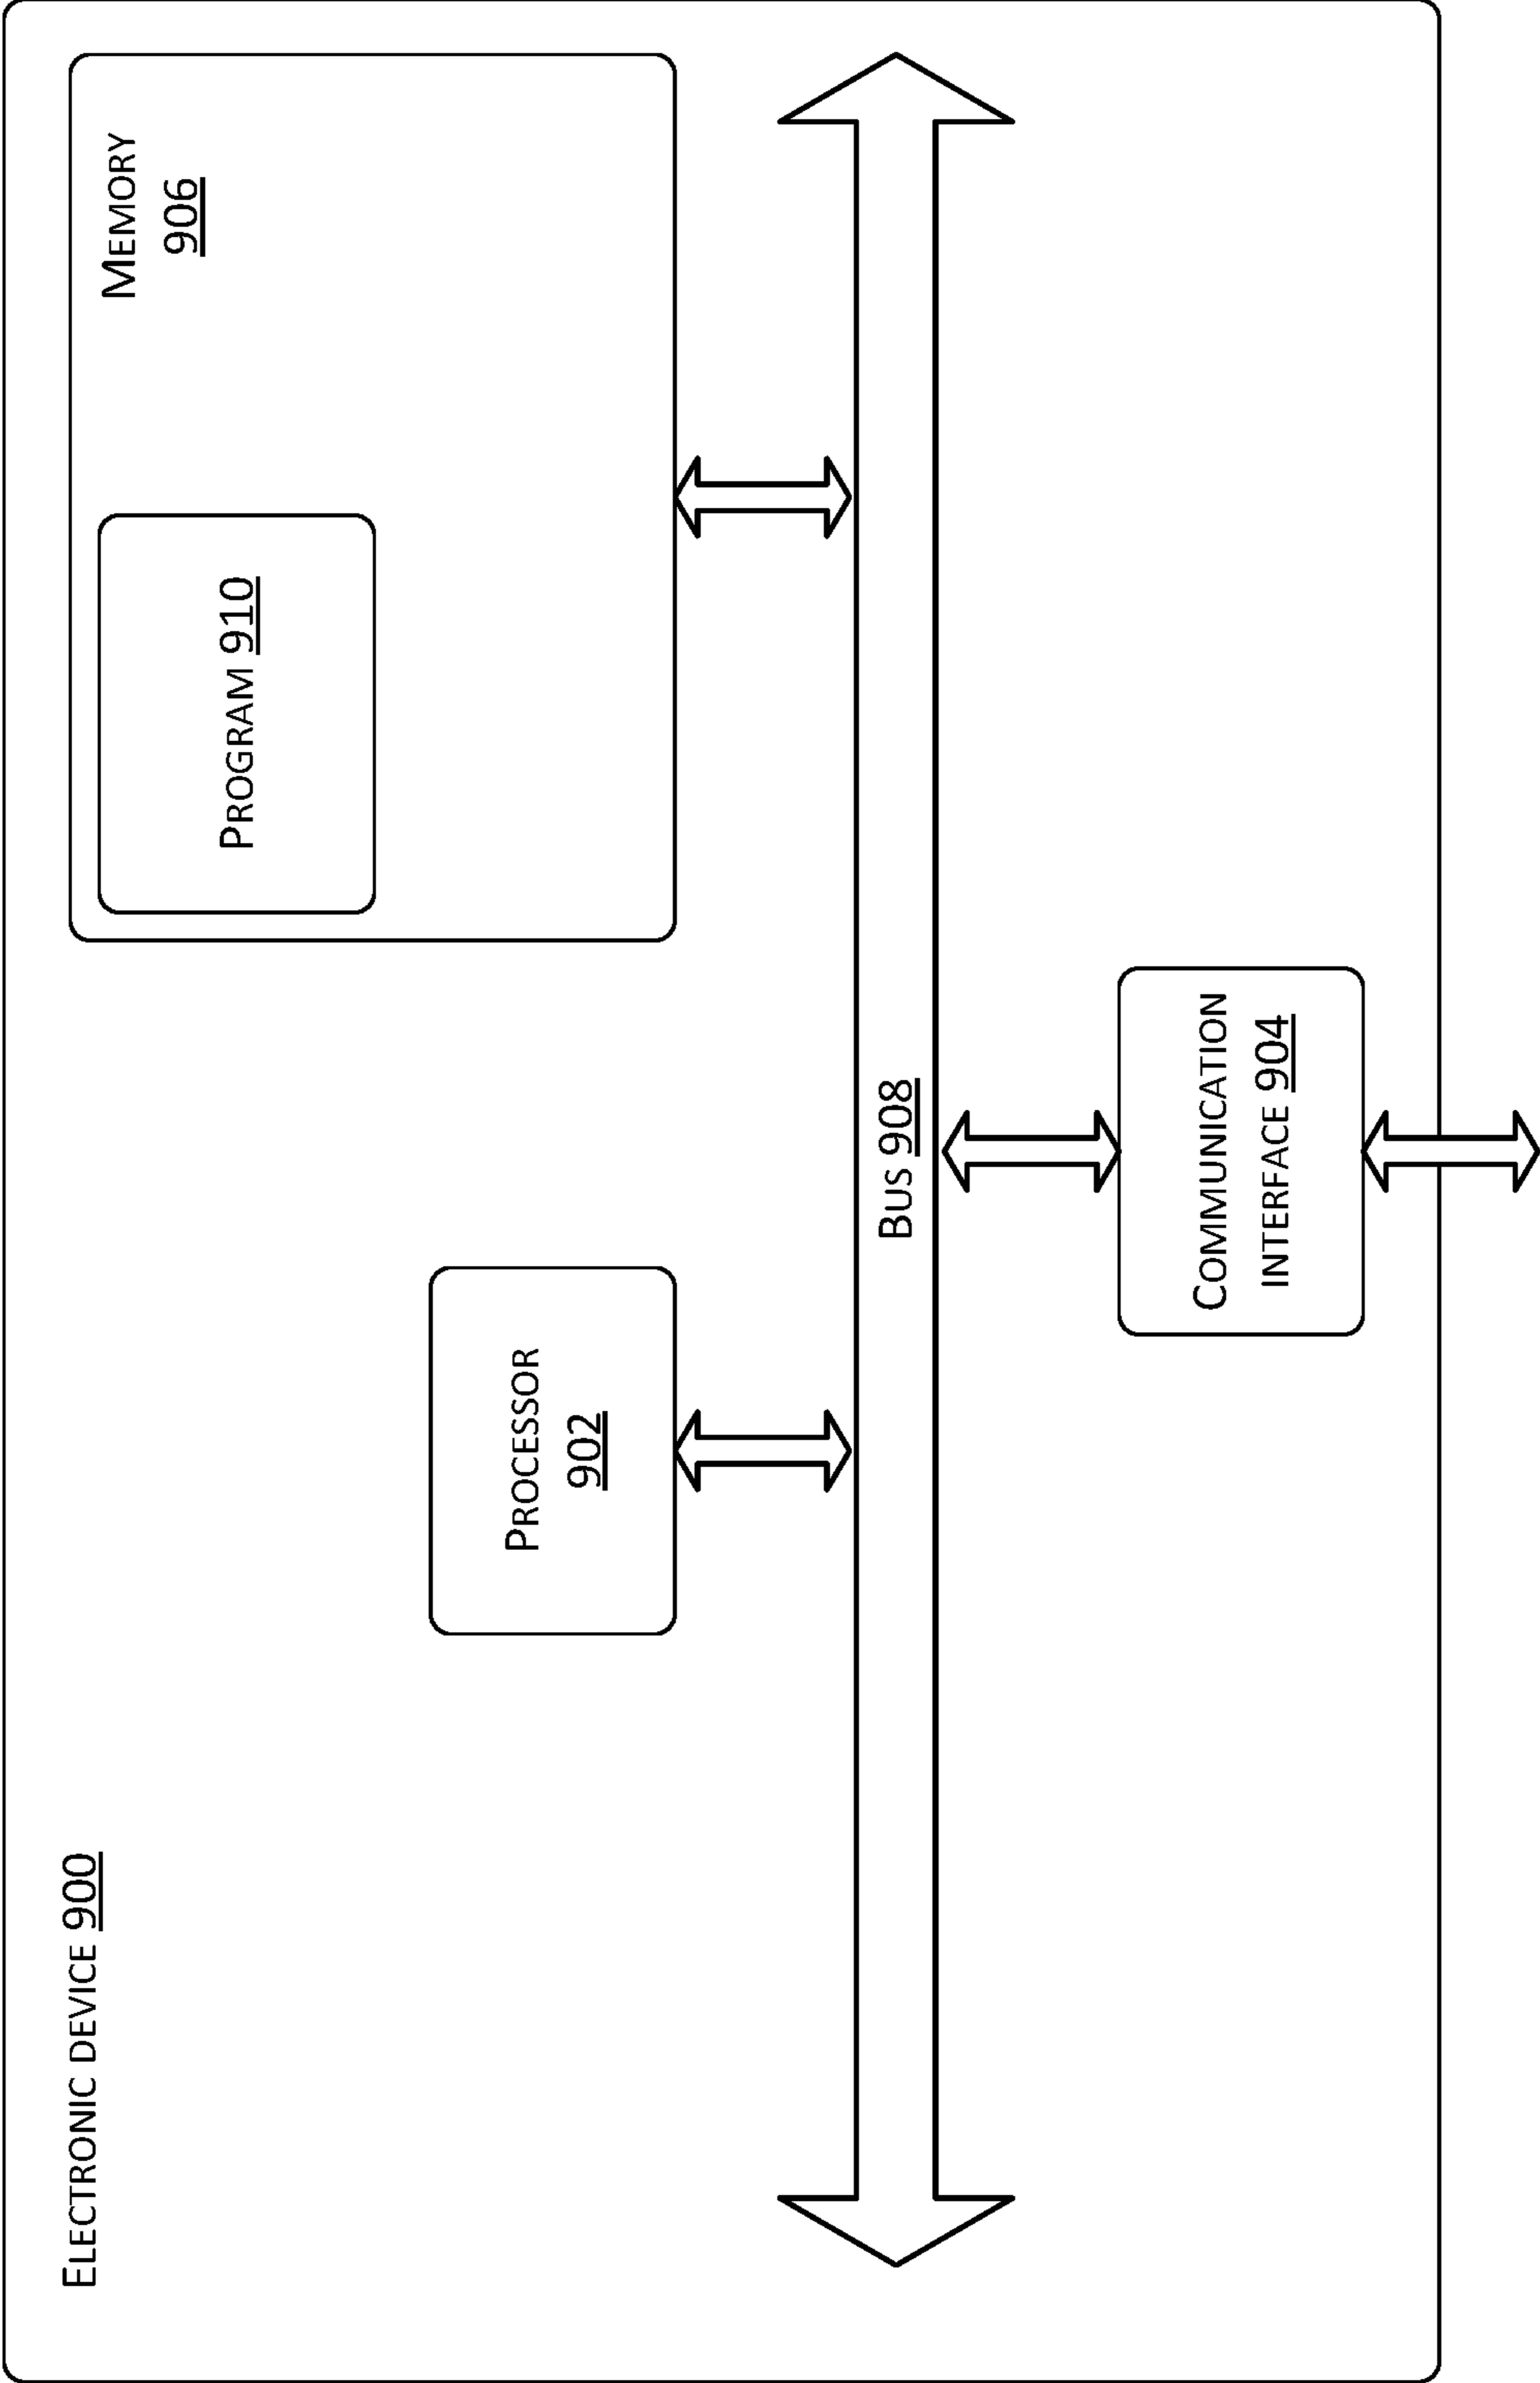 Electronic device 900
Memory
906
Program 910
Processor
902
Bus 908
Communication
interface 904